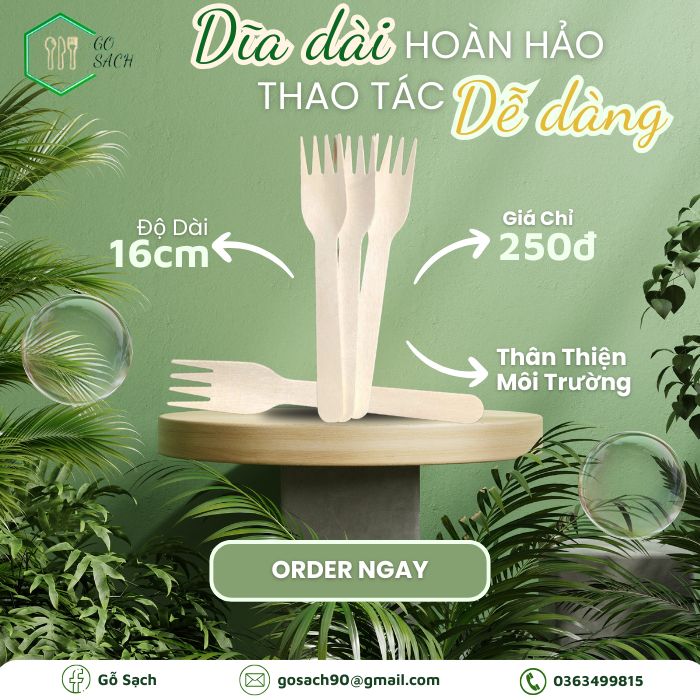 GỖ
SẠCH
Dĩa dài HOÀN HẢO
THAO TÁC Dễ dàng
Độ Dài
16cm
Giá Chỉ
250đ
Thân Thiện
Môi Trường
ORDER NGAY
Gỗ Sạch
gosach90@gmail.com
0363499815